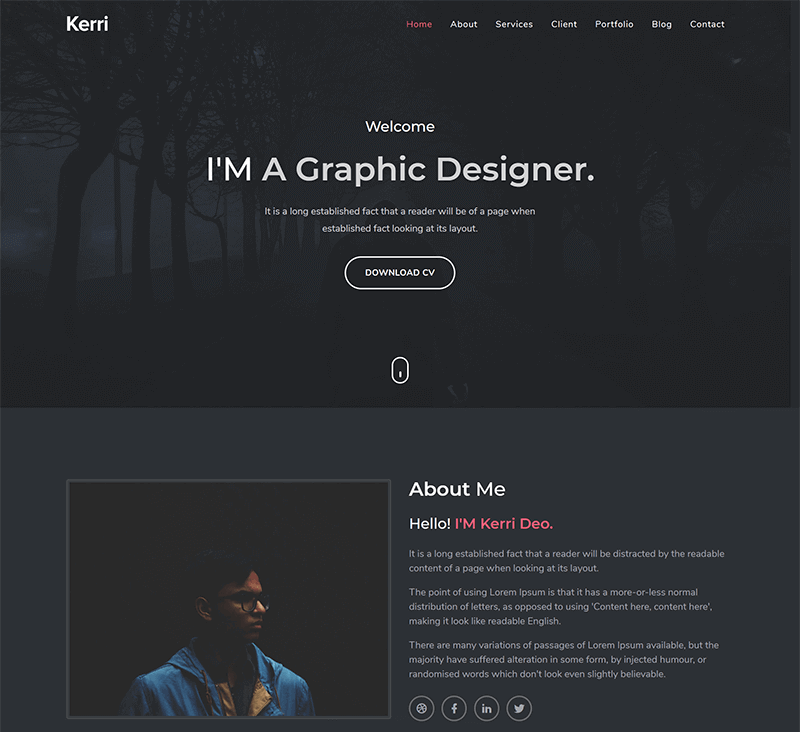 Kerri
Home About Services Client Portfolio Blog Contact
Welcome
I'M A Graphic Designer.
It is a long established fact that a reader will be of a page when
established fact looking at its layout.
DOWNLOAD CV
About Me
Hello! I'M Kerri Deo.
It is a long established fact that a reader will be distracted by the readable
content of a page when looking at its layout.
The point of using Lorem Ipsum is that it has a more-or-less normal
distribution of letters, as opposed to using 'Content here, content here',
making it look like readable English.
There are many variations of passages of Lorem Ipsum available, but the
majority have suffered alteration in some form, by injected humour, or
randomised words which don't look even slightly believable.